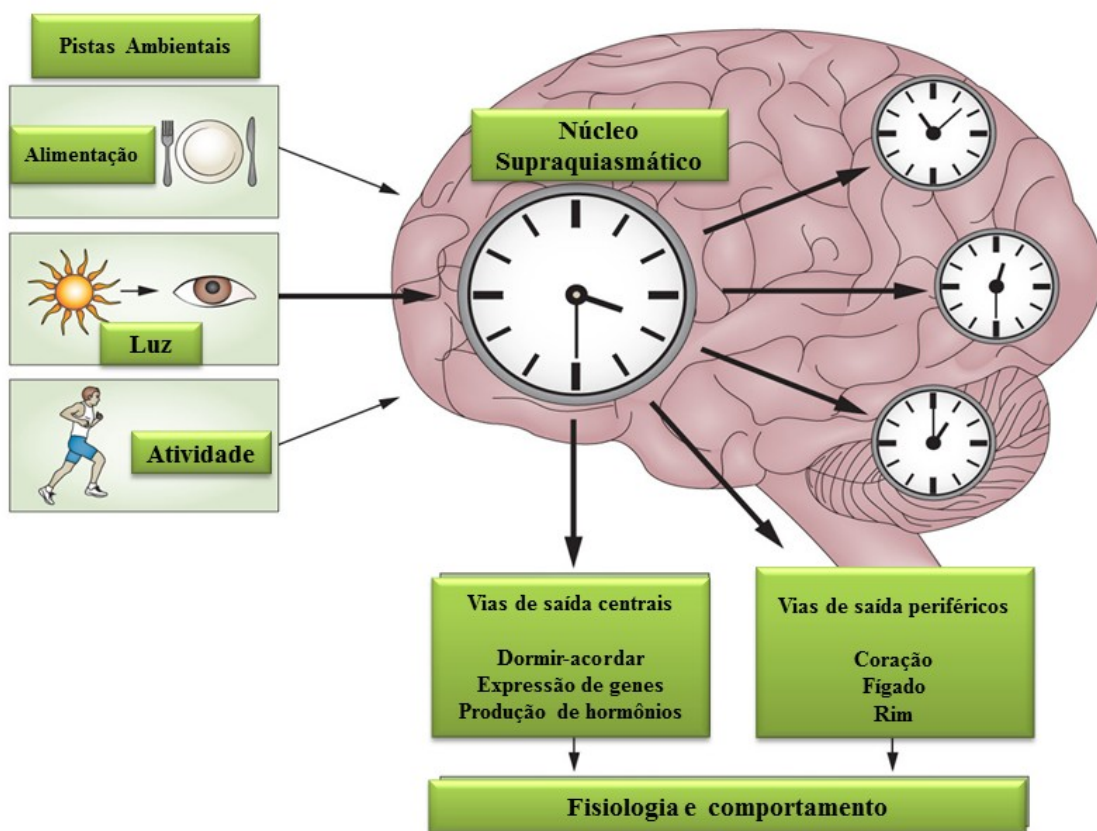 Pistas Ambientais
Alimentação
Luz
Atividade
Núcleo
Supraquiasmático
Vias de saída centrais
Dormir-acordar
Expressão de genes
Produção de hormônios
Vias de saída periféricos
Coração
Fígado
Rim
Fisiologia e comportamento